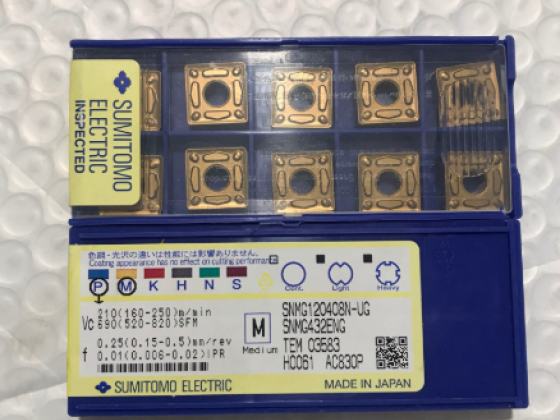 SUMITOMO
ELECTRIC
INSPECTED
色調・光沢の違いは性能には影響ありません。
Coating appearance has no effect on cutting performance
P M K H N S
Cont. Light Heavy
Vc 210(160-250)m/min
690(520-820)SFM
f 0.25(0.15-0.5)mm/rev
0.01(0.006-0.02)IPR
M
Medium
SNMG120408N-UG
SNMG432ENG
TEM 03583
H0061 AC830P
SUMITOMO ELECTRIC
MADE IN JAPAN